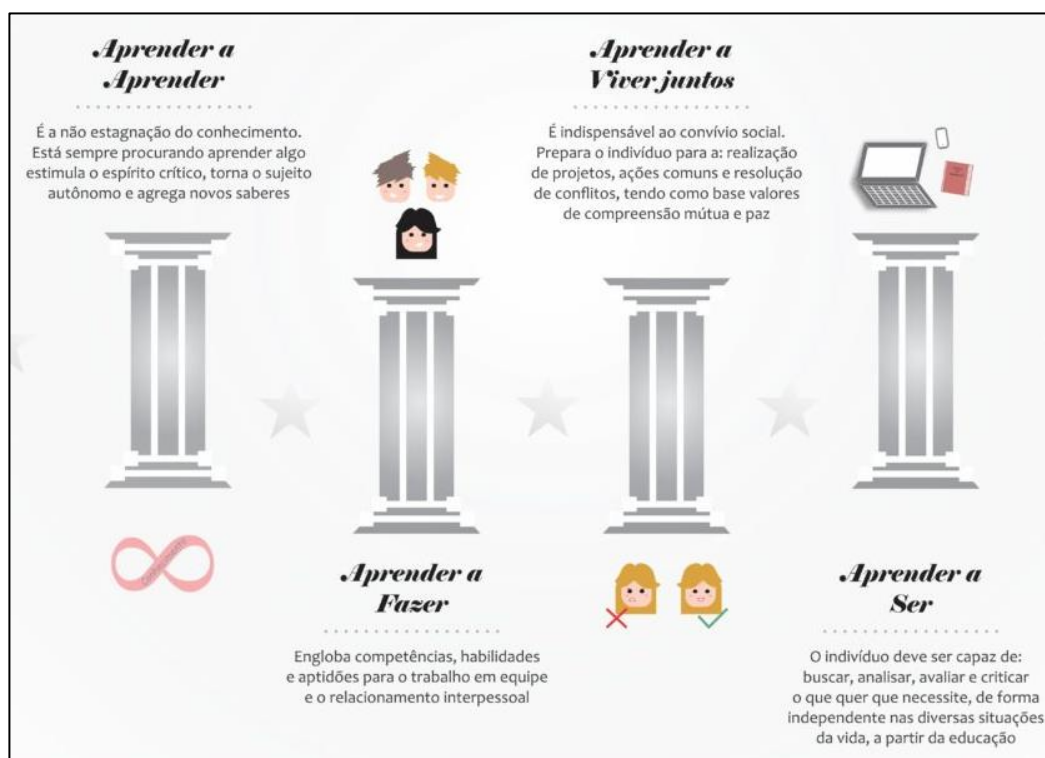 Aprender a
Aprender
É a não estagnação do conhecimento.
Está sempre procurando aprender algo
estimula o espírito crítico, torna o sujeito
autônomo e agrega novos saberes
Conhecimento
Aprender a
Fazer
Engloba competências, habilidades
e aptidões para o trabalho em equipe
e o relacionamento interpessoal
Aprender a
Viver juntos
É indispensável ao convívio social.
Prepara o indivíduo para a: realização
de projetos, ações comuns e resolução
de conflitos, tendo como base valores
de compreensão mútua e paz
Aprender a
Ser
O indivíduo deve ser capaz de:
buscar, analisar, avaliar e criticar
o que quer que necessite, de forma
independente nas diversas situações
da vida, a partir da educação